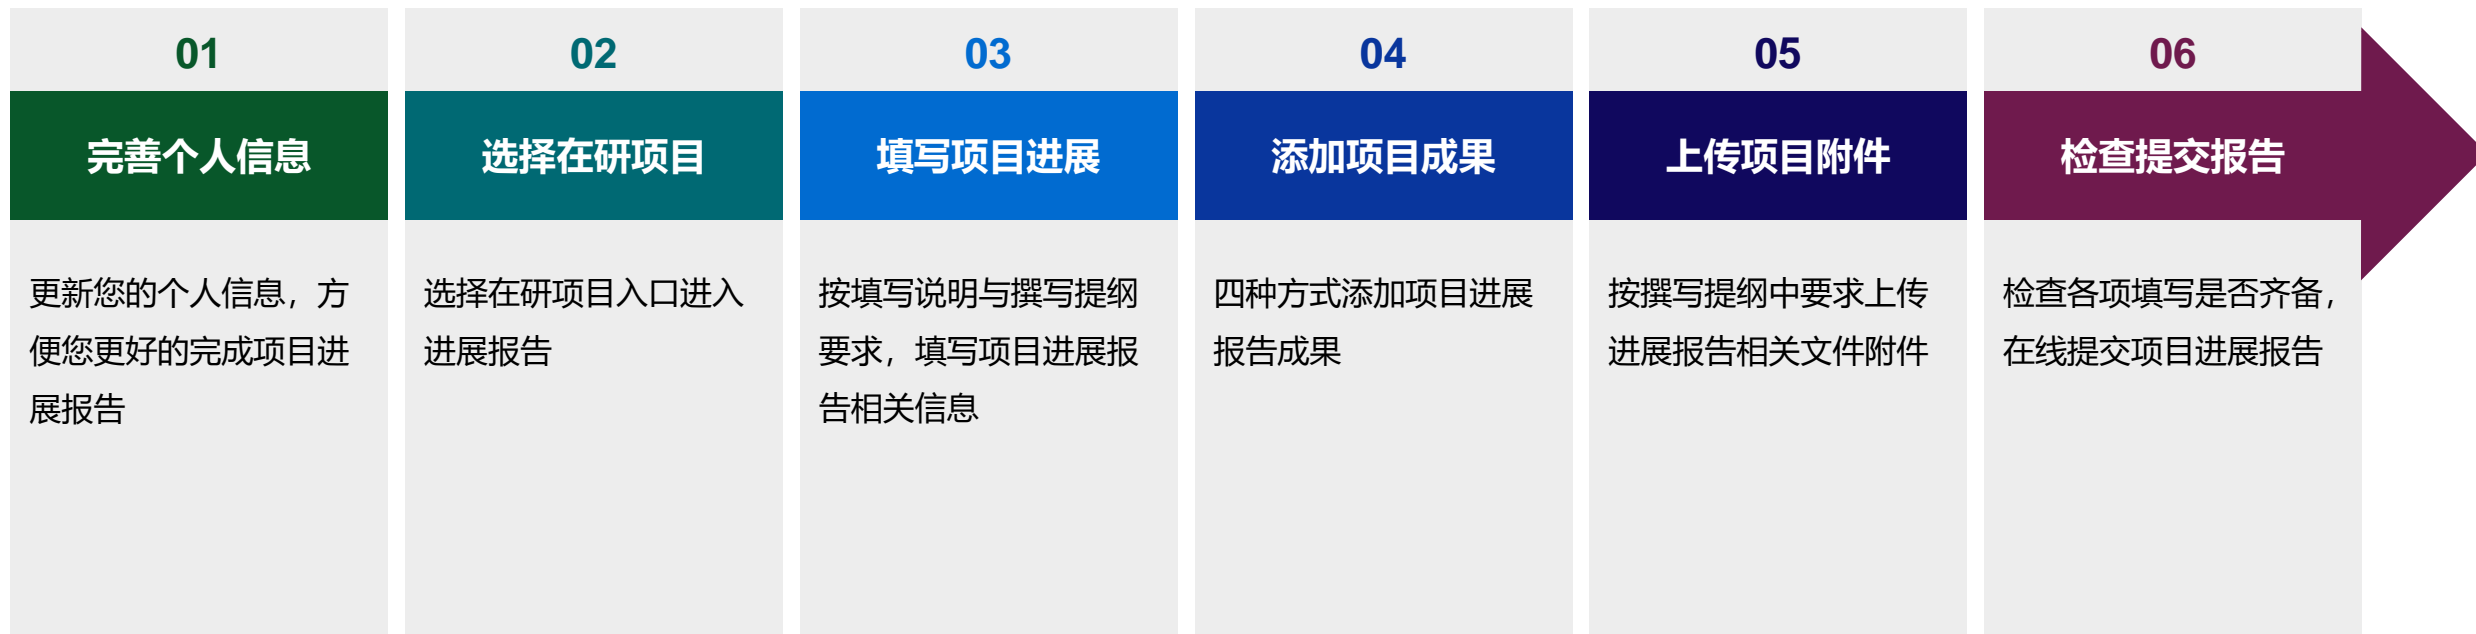 01
完善个人信息
更新您的个人信息，方
便您更好的完成项目进
展报告
02
选择在研项目
选择在研项目入口进入
进展报告
03
填写项目进展
按填写说明与撰写提纲
要求，填写项目进展报
告相关信息
04
添加项目成果
四种方式添加项目进展
报告成果
05
上传项目附件
按撰写提纲中要求上传
进展报告相关文件附件
06
检查提交报告
检查各项填写是否齐备，
在线提交项目进展报告